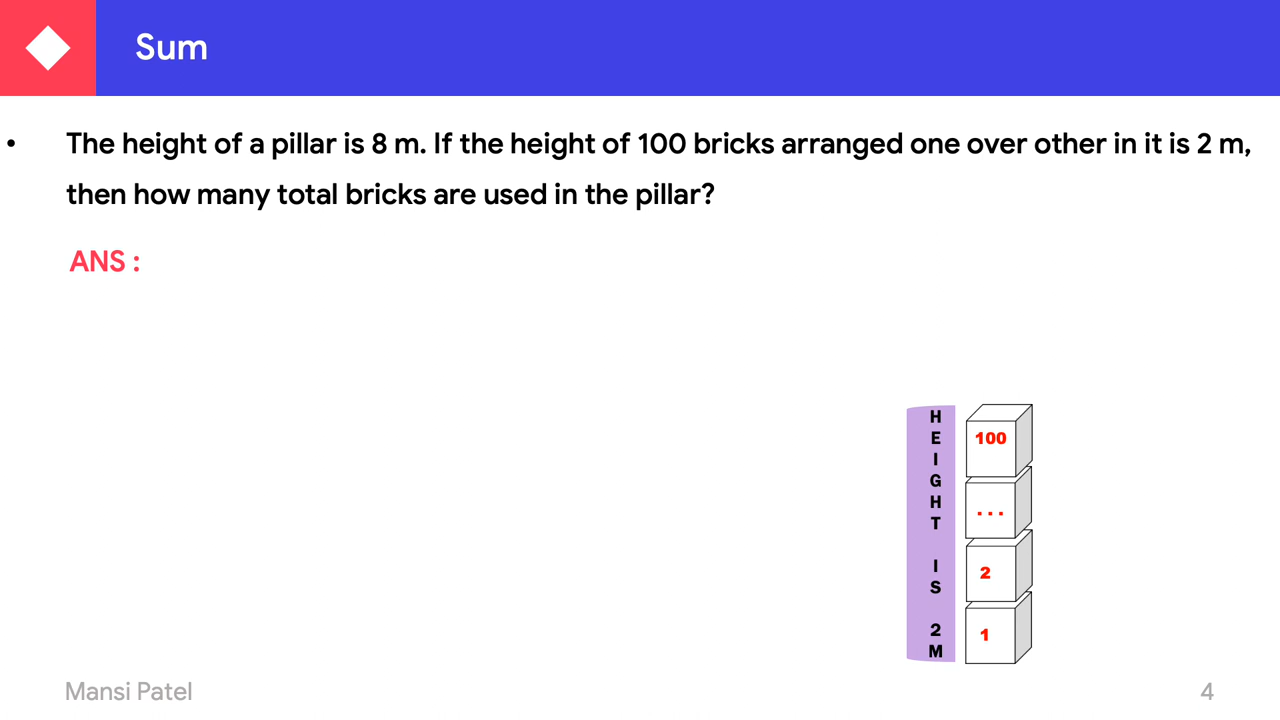 Sum
• The height of a pillar is 8 m. If the height of 100 bricks arranged one over other in it is 2 m,
then how many total bricks are used in the pillar?
ANS :
HEIGHT IS 2M
100
...
2
1
Mansi Patel
4